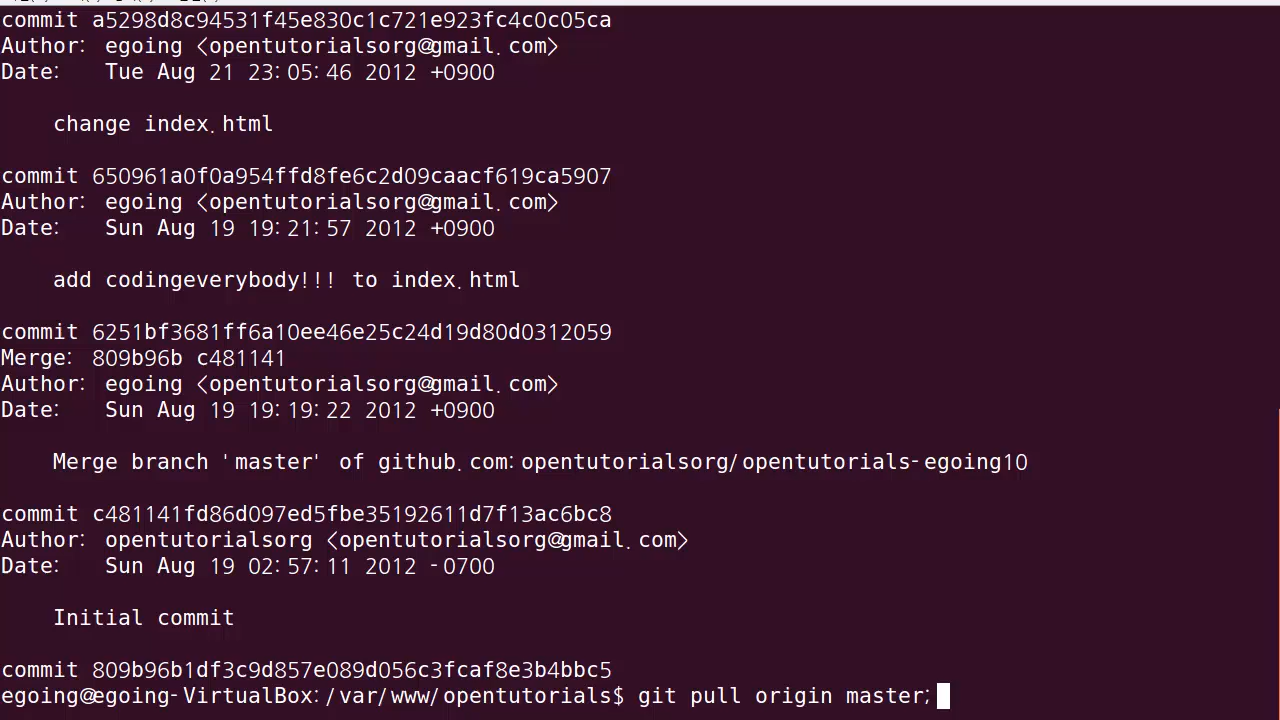 commit a5298d8c94531f45e830c1c721e923fc4c0c05ca
Author: egoing <opentutorialsorg@gmail.com>
Date:   Tue Aug 21 23:05:46 2012 +0900
change index.html
commit 650961a0f0a954ffd8fe6c2d09caacf619ca5907
Author: egoing <opentutorialsorg@gmail.com>
Date:   Sun Aug 19 19:21:57 2012 +0900
add codingeverybody!!! to index.html
commit 6251bf3681ff6a10ee46e25c24d19d80d0312059
Merge: 809b96b c481141
Author: egoing <opentutorialsorg@gmail.com>
Date:   Sun Aug 19 19:19:22 2012 +0900
Merge branch 'master' of github.com:opentutorialsorg/opentutorials-egoing10
commit c481141fd86d097ed5fbe35192611d7f13ac6bc8
Author: opentutorialsorg <opentutorialsorg@gmail.com>
Date:   Sun Aug 19 02:57:11 2012 -0700
Initial commit
commit 809b96b1df3c9d857e089d056c3fcaf8e3b4bbc5
egoing@egoing-VirtualBox:/var/www/opentutorials$ git pull origin master;